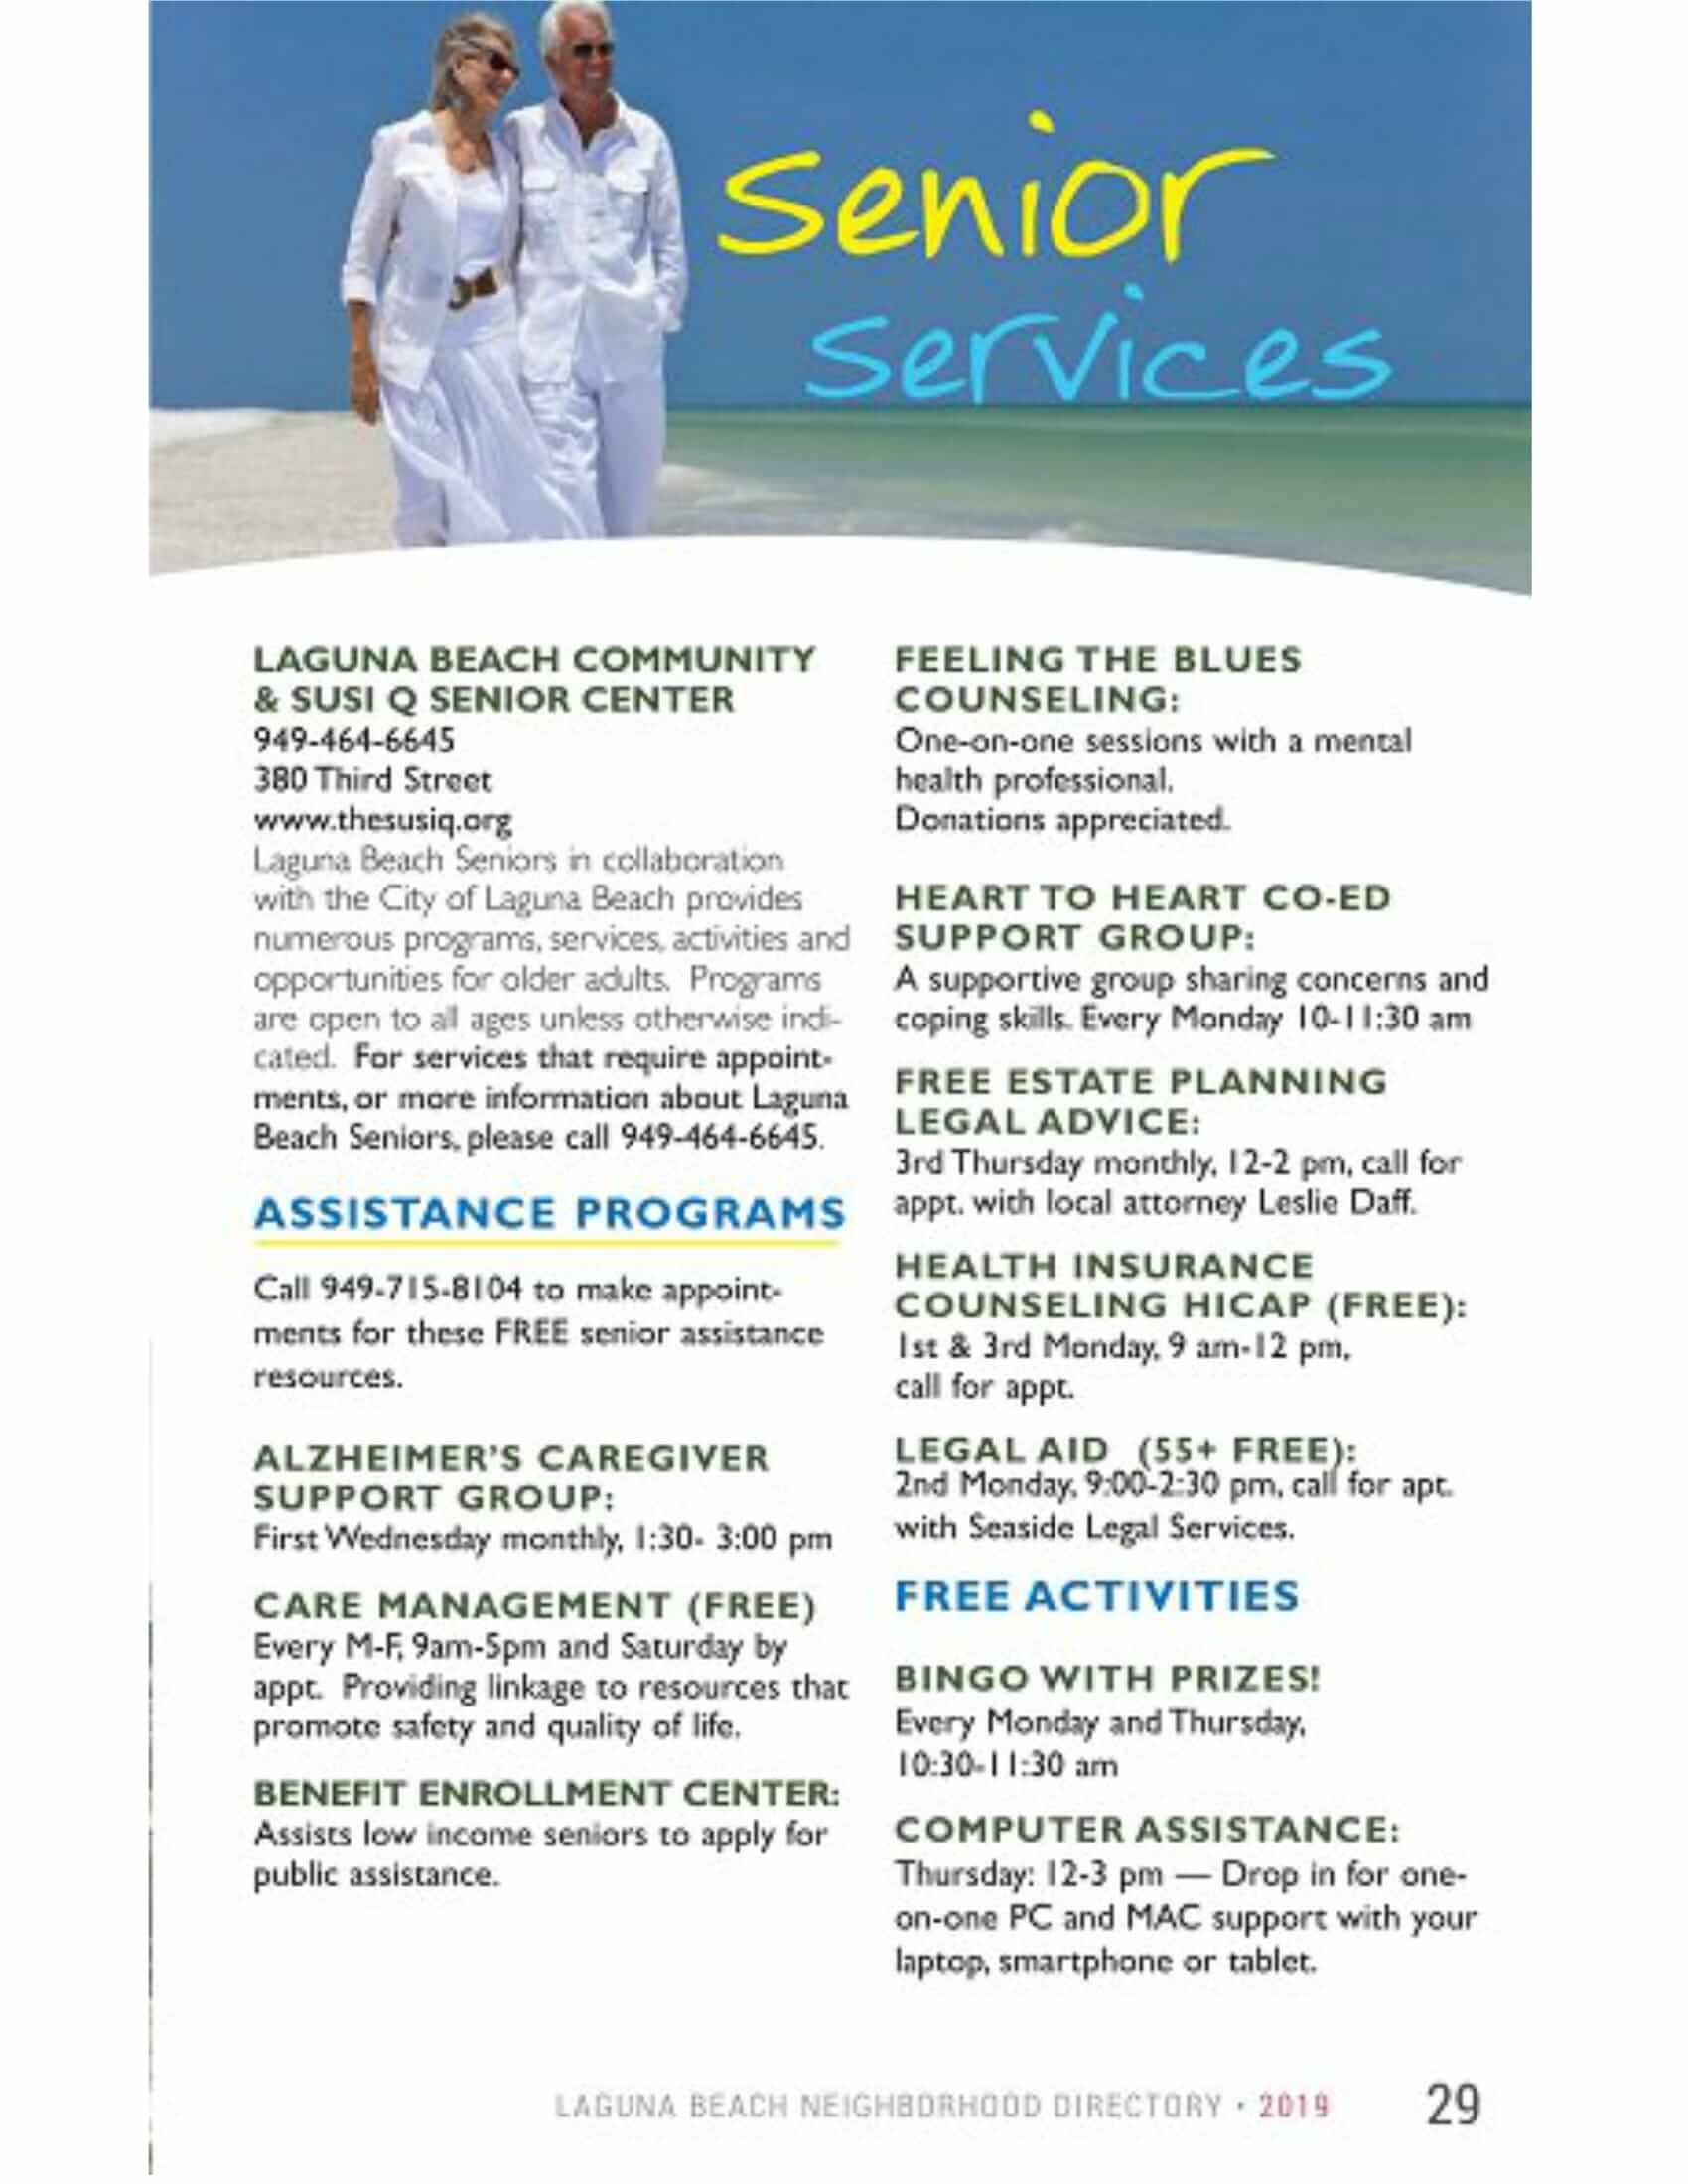 senior
services
LAGUNA BEACH COMMUNITY
& SUSI Q SENIOR CENTER
949-464-6645
380 Third Street
www.thesusiq.org
Laguna Beach Seniors in collaboration
with the City of Laguna Beach provides
numerous programs, services, activities and
opportunities for older adults. Programs
are open to all ages unless otherwise indi-
cated. For services that require appoint-
ments, or more information about Laguna
Beach Seniors, please call 949-464-6645.
ASSISTANCE PROGRAMS
Call 949-715-8104 to make appoint-
ments for these FREE senior assistance
resources.
ALZHEIMER'S CAREGIVER
SUPPORT GROUP:
First Wednesday monthly, 1:30- 3:00 pm
CARE MANAGEMENT (FREE)
Every M-F, 9am-5pm and Saturday by
appt. Providing linkage to resources that
promote safety and quality of life.
BENEFIT ENROLLMENT CENTER:
Assists low income seniors to apply for
public assistance.
FEELING THE BLUES
COUNSELING:
One-on-one sessions with a mental
health professional.
Donations appreciated.
HEART TO HEART CO-ED
SUPPORT GROUP:
A supportive group sharing concerns and
coping skills. Every Monday 10-11:30 am
FREE ESTATE PLANNING
LEGAL ADVICE:
3rd Thursday monthly, 12-2 pm, call for
appt. with local attorney Leslie Daff.
HEALTH INSURANCE
COUNSELING HICAP (FREE):
1st & 3rd Monday, 9 am-12 pm,
call for appt.
LEGAL AID (55+ FREE):
2nd Monday, 9:00-2:30 pm, call for apt.
with Seaside Legal Services.
FREE ACTIVITIES
BINGO WITH PRIZES!
Every Monday and Thursday,
10:30-11:30 am
COMPUTER ASSISTANCE:
Thursday: 12-3 pm — Drop in for one-
on-one PC and MAC support with your
laptop, smartphone or tablet.
LAGUNA BEACH NEIGHBORHOOD DIRECTORY • 2019 29